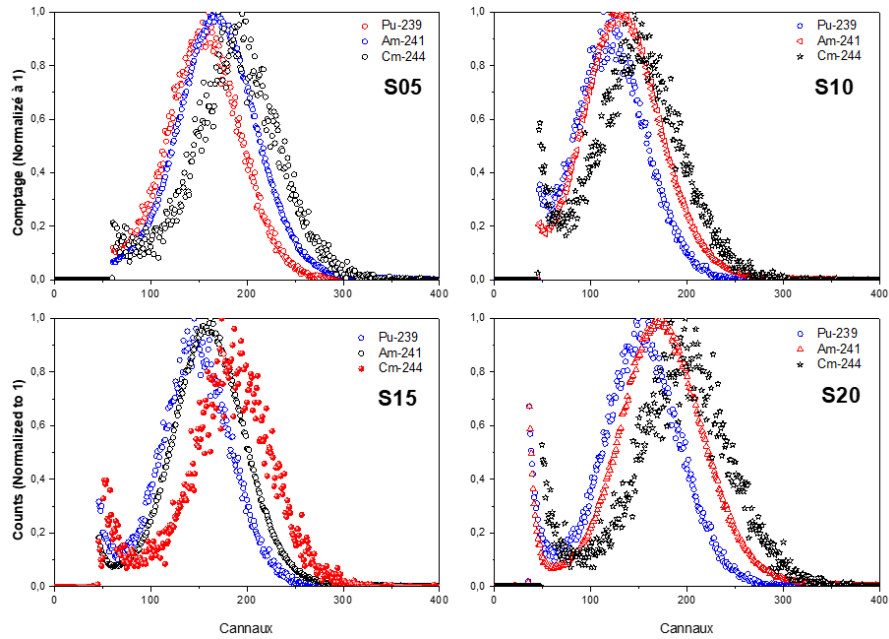 Comptage (Normalizé à 1)
1,0
0,8
0,6
0,4
0,2
0,0
0
100
200
300
400
Pu-239
Am-241
Cm-244
S05
1,0
0,8
0,6
0,4
0,2
0,0
0
100
200
300
400
Pu-239
Am-241
Cm-244
S10
Counts (Normalized to 1)
1,0
0,8
0,6
0,4
0,2
0,0
0
100
200
300
400
Pu-239
Am-241
Cm-244
S15
Cannaux
1,0
0,8
0,6
0,4
0,2
0,0
0
100
200
300
400
Pu-239
Am-241
Cm-244
S20
Cannaux